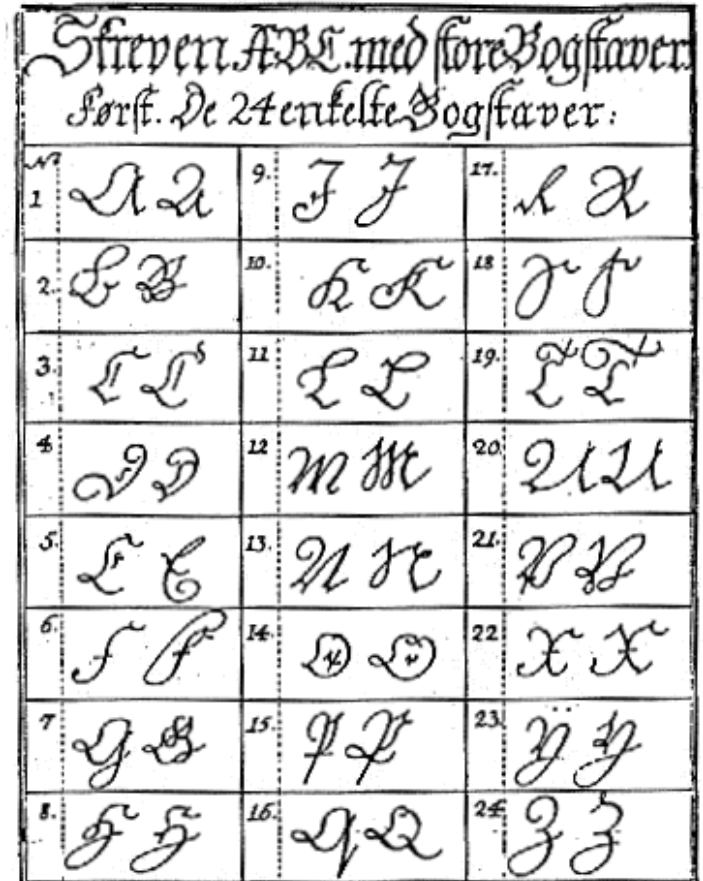 Skreven ABC. med store Bogstaver.
Først. De 24 enkelte Bogstaver:
No
1 A A
2. B B
3. C C
4 D D
5. E E
6. F F
7 G G
8. H H
9. J J
10. K K
11 L L
12 M M
13. N N
14. O O
15. P P
16. Q Q
17. R R
18 S S
19. T T
20. U U
21. V V
22 X X
23. Y Y
24 Z Z